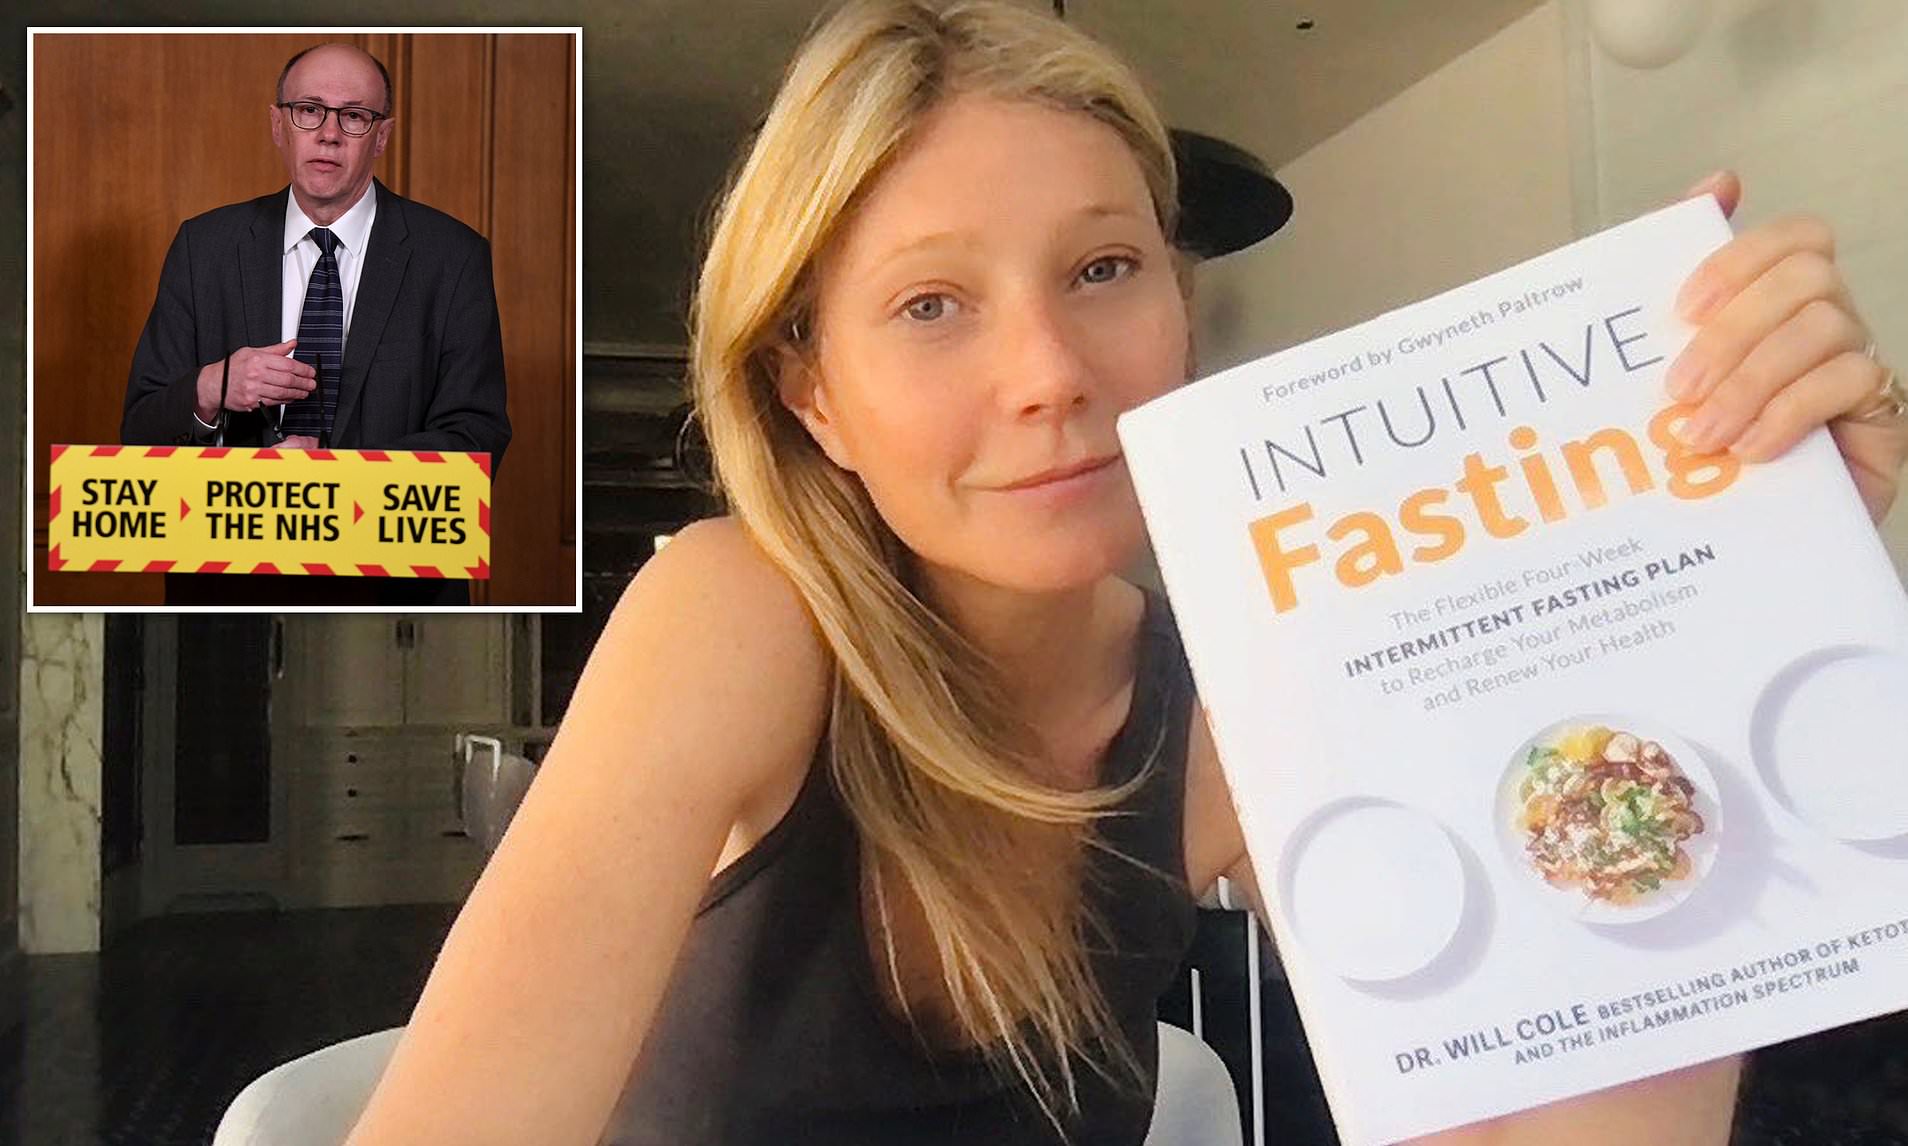 STAY
HOME
PROTECT
THE NHS
SAVE
LIVES
Foreword by Gwyneth Paltrow
INTUITIVE
Fasting
The Flexible Four-Week
INTERMITTENT FASTING PLAN
to Recharge Your Metabolism
and Renew Your Health
DR. WILL COLE BESTSELLING AUTHOR OF KETOT
AND THE INFLAMMATION SPECTRUM